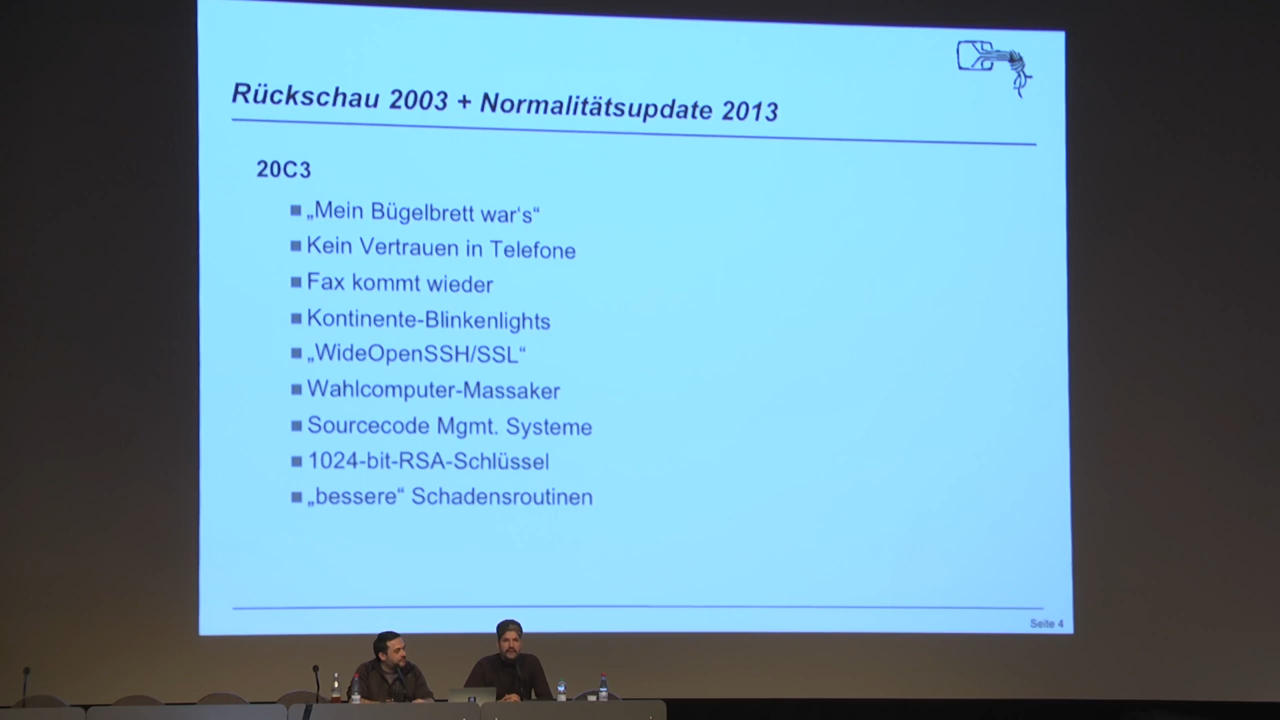 Rückschau 2003 + Normalitätsupdate 2013
20C3
„Mein Bügelbrett war‘s“
Kein Vertrauen in Telefone
Fax kommt wieder
Kontinente-Blinkenlights
„WideOpenSSH/SSL“
Wahlcomputer-Massaker
Sourcecode Mgmt. Systeme
1024-bit-RSA-Schlüssel
„bessere“ Schadensroutinen
Seite 4